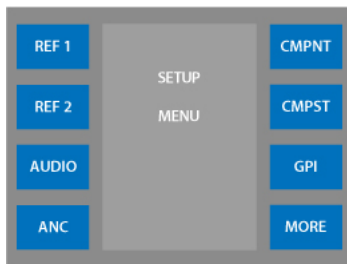 REF 1
REF 2
AUDIO
ANC
SETUP
MENU
CMPNT
CMPST
GPI
MORE